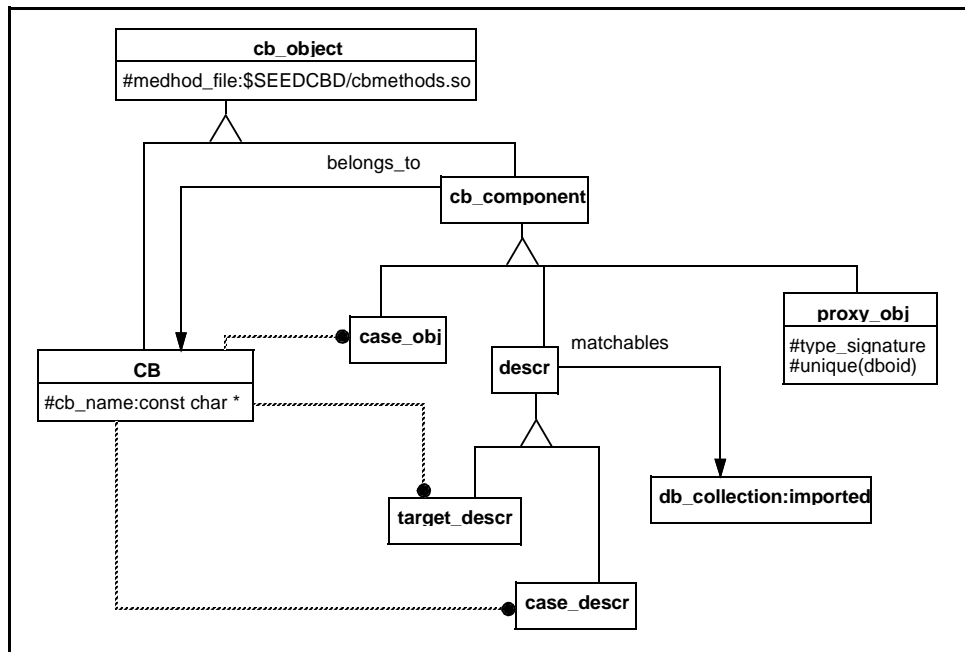 cb_object
#medhod_file:$SEEDCBD/cbmethods.so
belongs_to
cb_component
case_obj
proxy_obj
#type_signature
#unique(dboid)
descr
matchables
CB
#cb_name:const char *
target_descr
db_collection:imported
case_descr